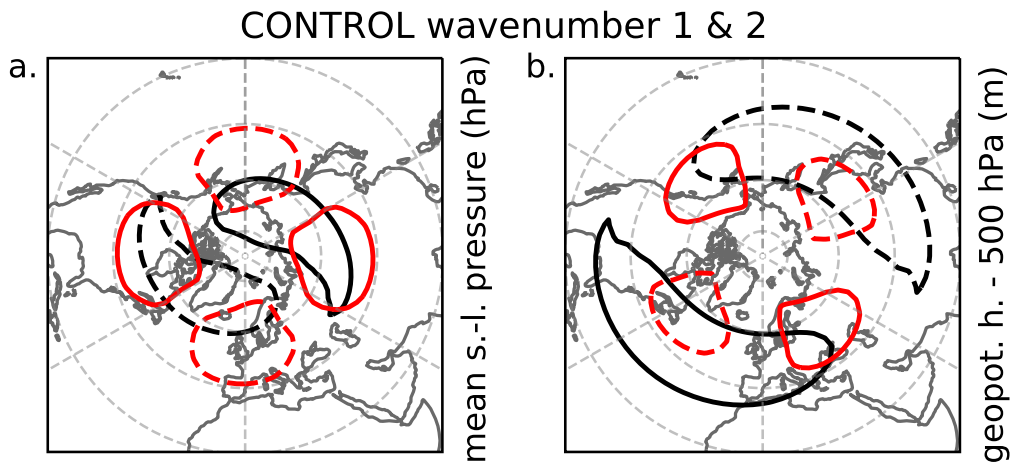 CONTROL wavenumber 1 & 2
a.
mean s.-l. pressure (hPa)
b.
geopot. h. - 500 hPa (m)